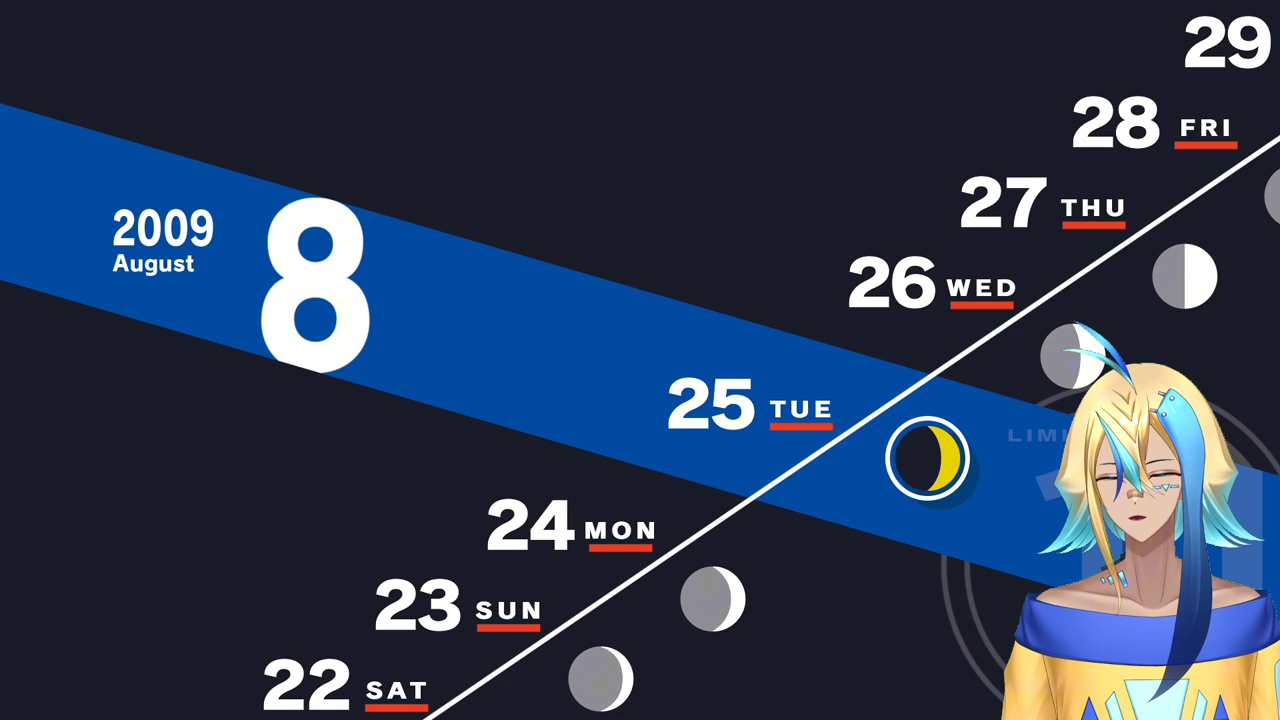 29
28 FRI
27 THU
26 WED
2009
August
8
25 TUE
24 MON
23 SUN
22 SAT